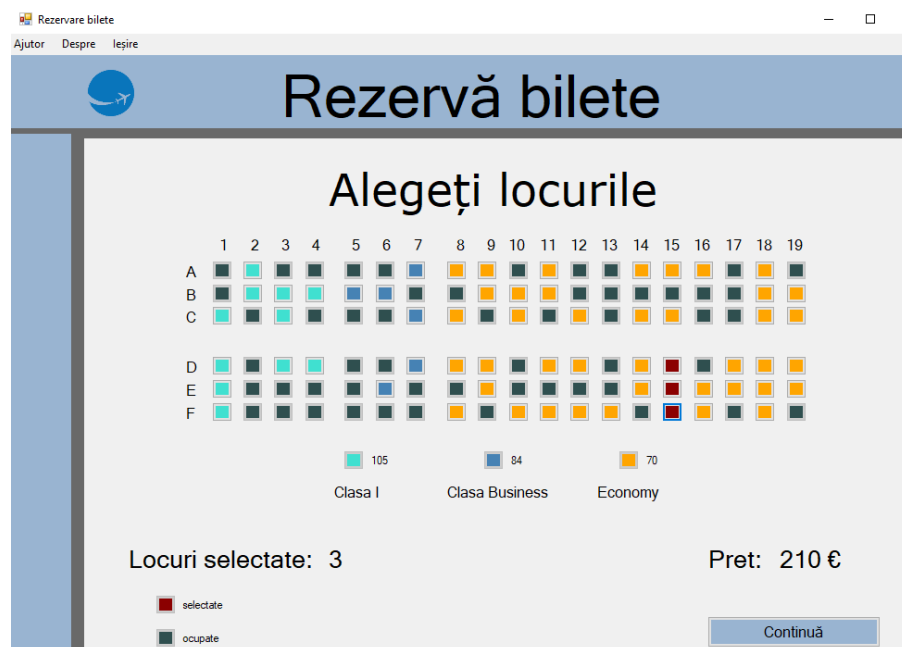 Rezervare bilete
Ajutor Despre Ieșire
Rezervă bilete
Alegeți locurile
1 2 3 4 5 6 7 8 9 10 11 12 13 14 15 16 17 18 19
A
B
C
D
E
F
105 84 70
Clasa I Clasa Business Economy
Locuri selectate: 3 Pret: 210 €
selectate
ocupate Continuă